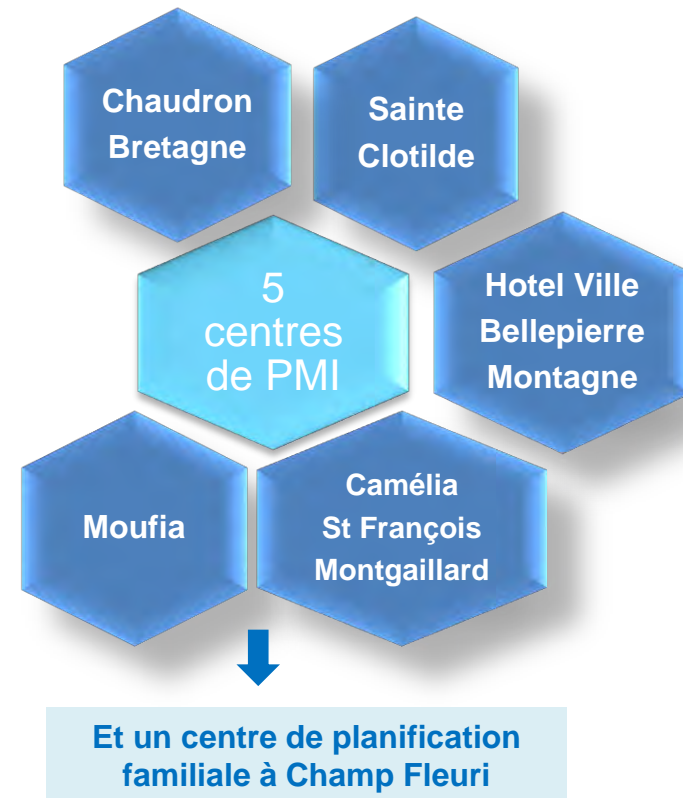 Chaudron
Bretagne
Sainte
Clotilde
5
centres
de PMI
Hotel Ville
Bellepierre
Montagne
Moufia
Camélia
St François
Montgaillard
Et un centre de planification
familiale à Champ Fleuri